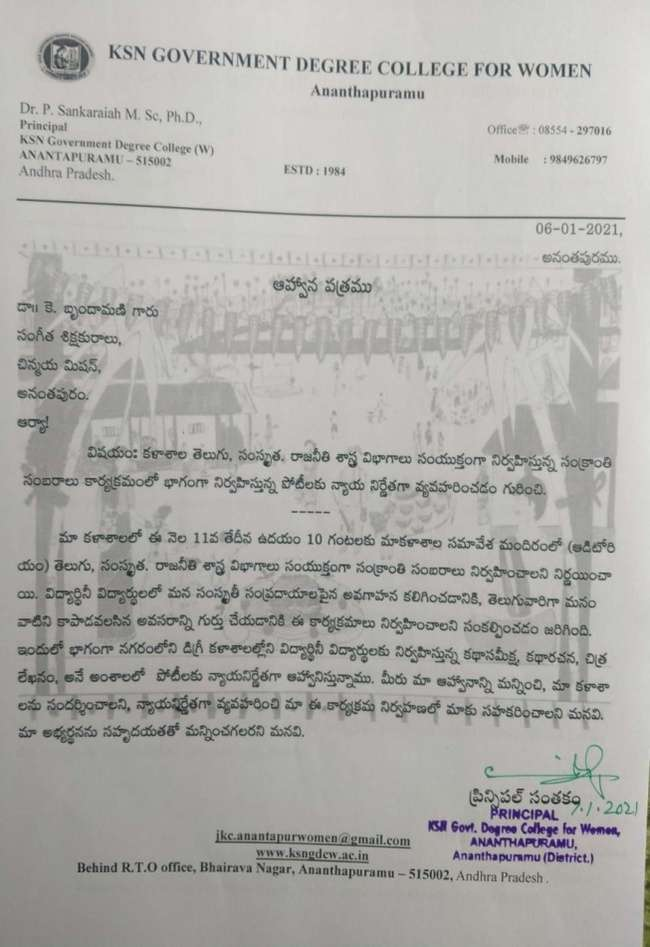 KSN GOVERNMENT DEGREE COLLEGE FOR WOMEN
Ananthapuramu
Dr. P. Sankaraiah M. Sc, Ph.D.,
Principal
KSN Government Degree College (W)
ANANTAPURAMU – 515002
Andhra Pradesh.
ESTD : 1984
Office☏ : 08554 - 297016
Mobile : 9849626797
06-01-2021,
అనంతపురము.
ఆహ్వాన పత్రము
డా॥ కె. బృందామణి గారు
సంగీత శిక్షకురాలు,
చిన్మయ మిషన్,
అనంతపురం.
ఆర్యా!
విషయం: కళాశాల తెలుగు, సంస్కృత. రాజనీతి శాస్త్ర విభాగాలు సంయుక్తంగా నిర్వహిస్తున్న సంక్రాంతి
సంబరాలు కార్యక్రమంలో భాగంగా నిర్వహిస్తున్న పోటీలకు న్యాయ నిర్ణేతగా వ్యవహరించడం గురించి.
-----
మా కళాశాలలో ఈ నెల 11వ తేదీన ఉదయం 10 గంటలకు మాకళాశాల సమావేశ మందిరంలో (ఆడిటోరి
యం) తెలుగు, సంస్కృత. రాజనీతి శాస్త్ర విభాగాలు సంయుక్తంగా సంక్రాంతి సంబరాలు నిర్వహించాలని నిర్ణయించా
యి. విద్యార్థినీ విద్యార్థులలో మన సంస్కృతీ సంప్రదాయాలపైన అవగాహన కలిగించడానికి, తెలుగువారిగా మనం
వాటిని కాపాడవలసిన అవసరాన్ని గుర్తు చేయడానికి ఈ కార్యక్రమాలు నిర్వహించాలని సంకల్పించడం జరిగింది.
ఇందులో భాగంగా నగరంలోని డిగ్రీ కళాశాలల్లోని విద్యార్థినీ విద్యార్థులకు నిర్వహిస్తున్న కథాసమీక్ష, కథారచన, చిత్ర
లేఖనం, అనే అంశాలలో పోటీలకు న్యాయనిర్ణేతగా ఆహ్వానిస్తున్నాము. మీరు మా ఆహ్వానాన్ని మన్నించి, మా కళాశా
లను సందర్శించాలని, న్యాయనిర్ణేతగా వ్యవహరించి మా ఈ కార్యక్రమ నిర్వహణలో మాకు సహకరించాలని మనవి.
మా అభ్యర్థనను సహృదయతతో మన్నించగలరని మనవి.
ప్రిన్సిపల్ సంతకం
7.1.2021
PRINCIPAL
KSN Govt. Degree College for Women,
ANANTAPURAMU,
Ananthapuramu (District.)
jkc.anantapurwomen@gmail.com
www.ksngdcw.ac.in
Behind R.T.O office, Bhairava Nagar, Ananthapuramu – 515002, Andhra Pradesh.